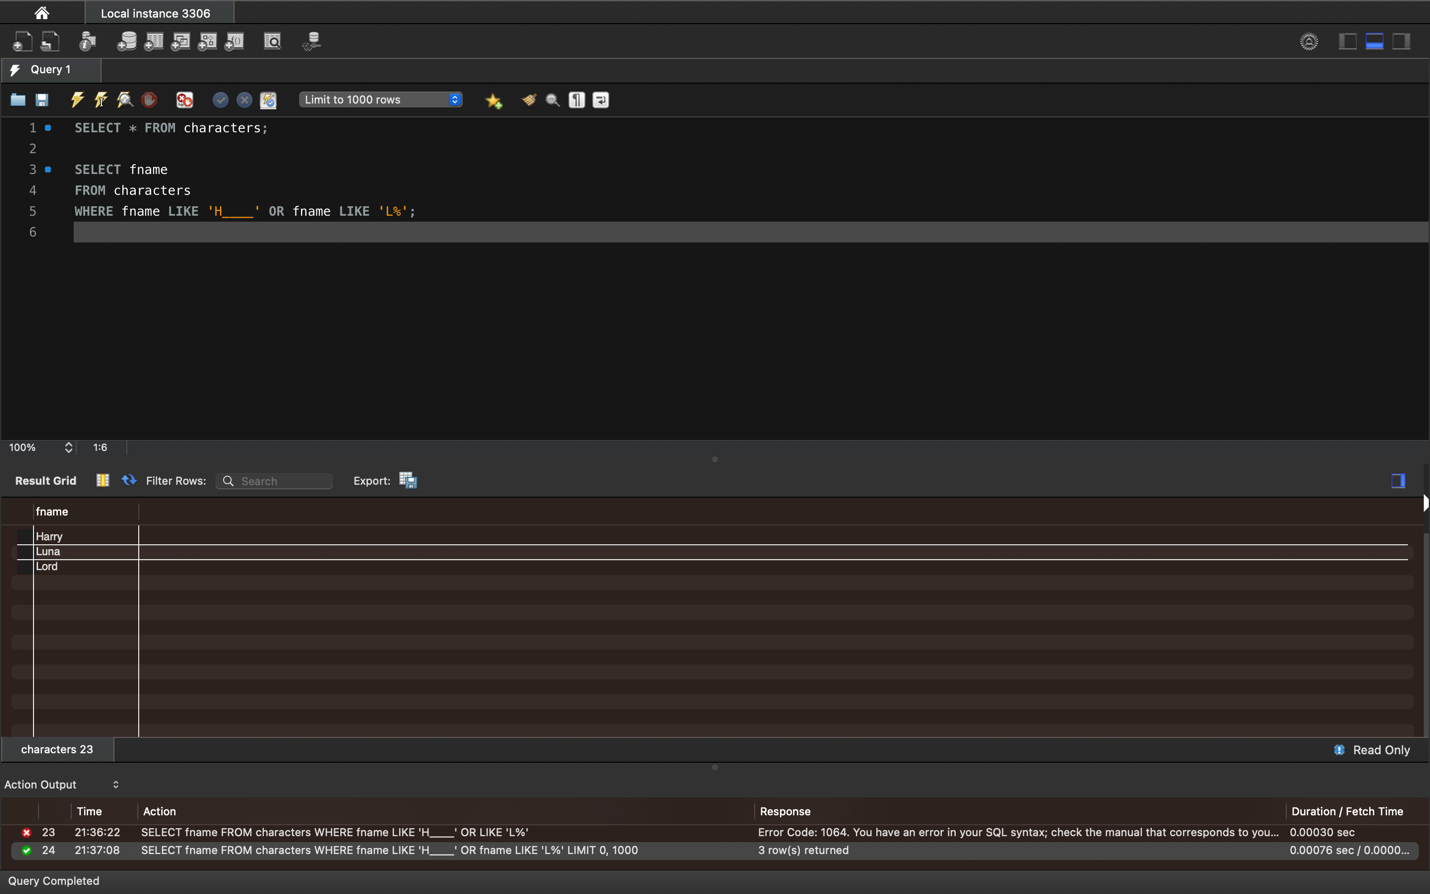 Local instance 3306
Query 1
Limit to 1000 rows
1 SELECT * FROM characters;
2
3 SELECT fname
4 FROM characters
5 WHERE fname LIKE 'H____' OR fname LIKE 'L%';
6
100% 1:6
Result Grid Filter Rows: Search Export:
fname
Harry
Luna
Lord
characters 23 Read Only
Action Output
Time Action Response Duration / Fetch Time
23 21:36:22 SELECT fname FROM characters WHERE fname LIKE 'H____' OR LIKE 'L%' Error Code: 1064. You have an error in your SQL syntax; check the manual that corresponds to you... 0.00030 sec
24 21:37:08 SELECT fname FROM characters WHERE fname LIKE 'H____' OR fname LIKE 'L%' LIMIT 0, 1000 3 row(s) returned 0.00076 sec / 0.0000...
Query Completed